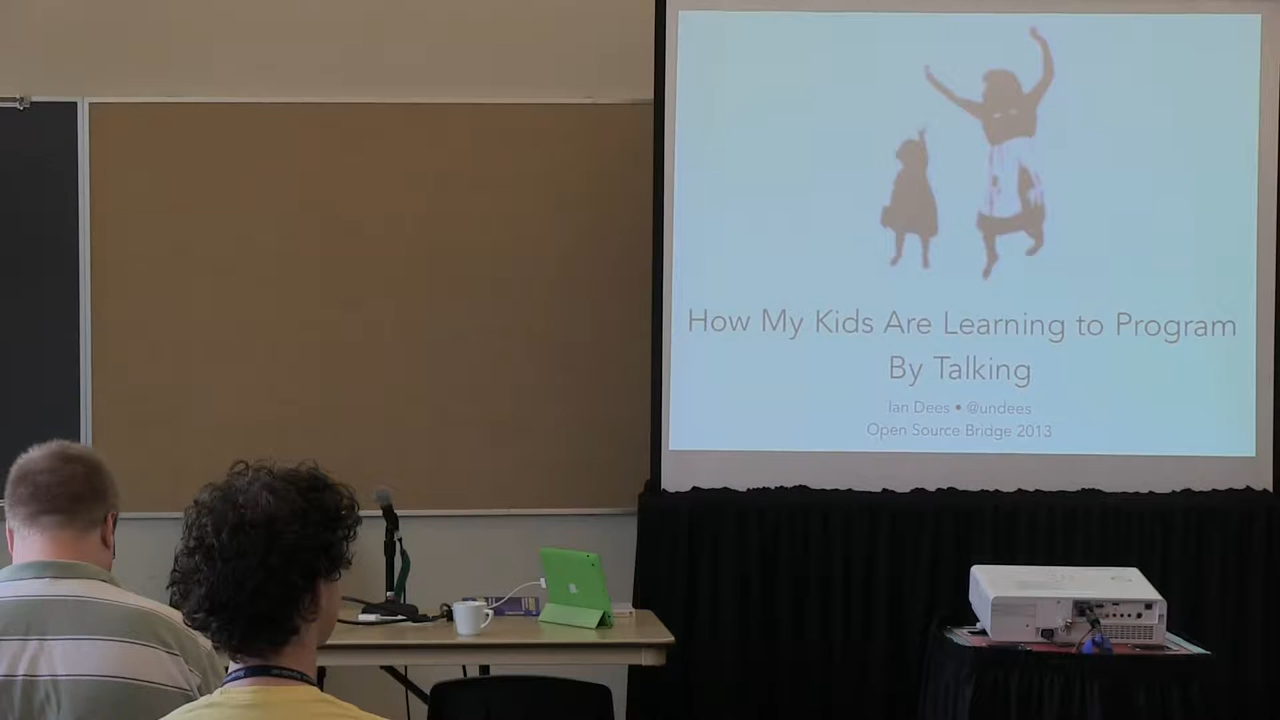 How My Kids Are Learning to Program
By Talking
Ian Dees • @undees
Open Source Bridge 2013